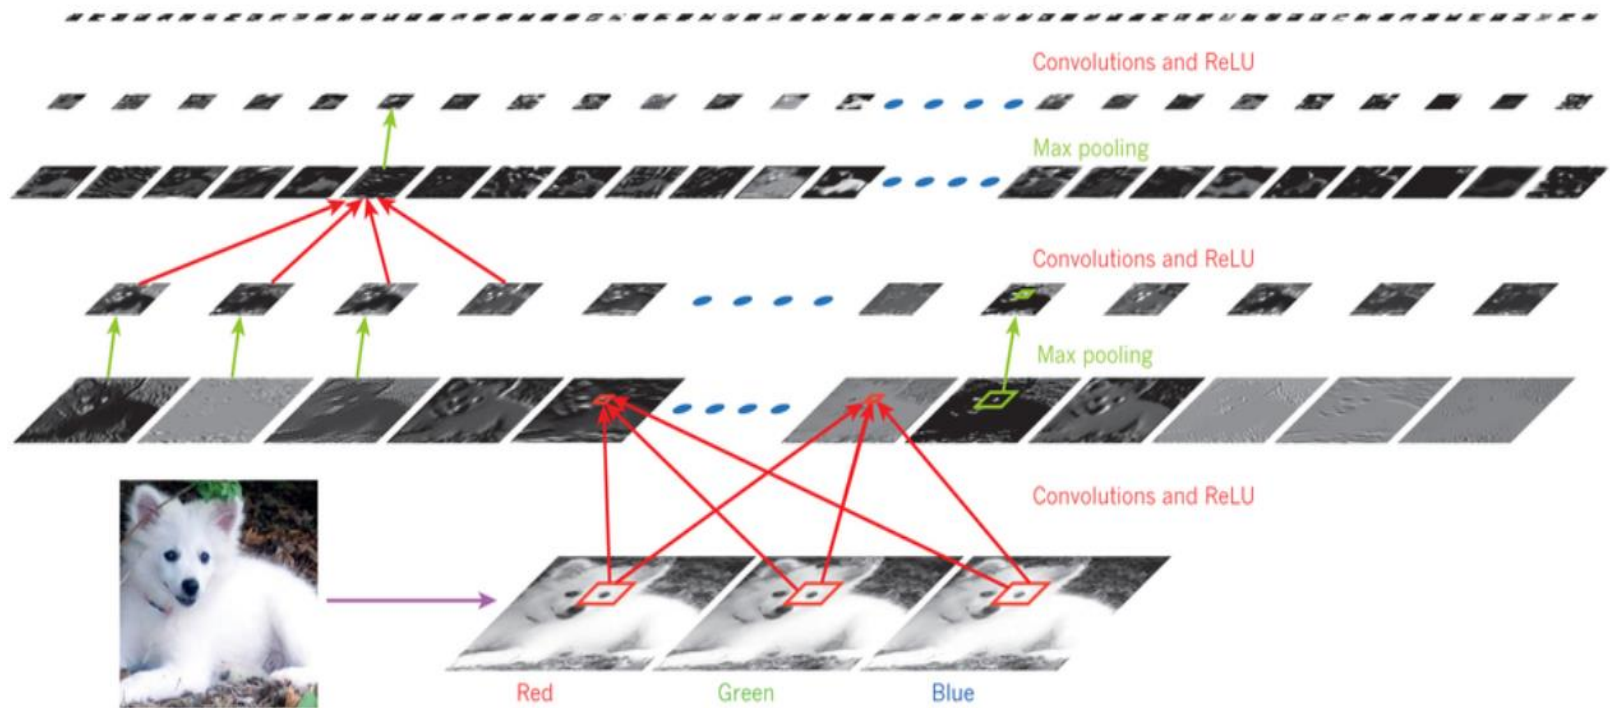 Convolutions and ReLU
Max pooling
Convolutions and ReLU
Max pooling
Convolutions and ReLU
Red
Green
Blue